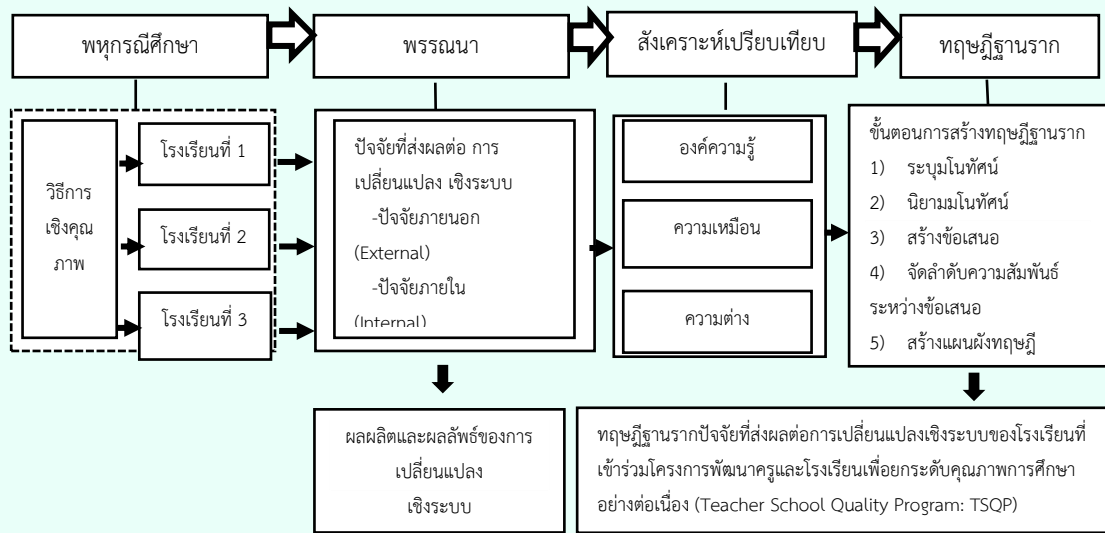 พหุกรณีศึกษา
พรรณนา
สังเคราะห์เปรียบเทียบ
ทฤษฎีฐานราก
วิธีการ
เชิงคุณ
ภาพ
โรงเรียนที่ 1
โรงเรียนที่ 2
โรงเรียนที่ 3
ปัจจัยที่ส่งผลต่อ การ
เปลี่ยนแปลง เชิงระบบ
-ปัจจัยภายนอก
(External)
-ปัจจัยภายใน
(Internal)
องค์ความรู้
ความเหมือน
ความต่าง
ขั้นตอนการสร้างทฤษฎีฐานราก
1) ระบุมโนทัศน์
2) นิยามมโนทัศน์
3) สร้างข้อเสนอ
4) จัดลำดับความสัมพันธ์
ระหว่างข้อเสนอ
5) สร้างแผนผังทฤษฎี
ผลผลิตและผลลัพธ์ของการ
เปลี่ยนแปลง
เชิงระบบ
ทฤษฎีฐานรากปัจจัยที่ส่งผลต่อการเปลี่ยนแปลงเชิงระบบของโรงเรียนที่
เข้าร่วมโครงการพัฒนาครูและโรงเรียนเพื่อยกระดับคุณภาพการศึกษา
อย่างต่อเนื่อง (Teacher School Quality Program: TSQP)